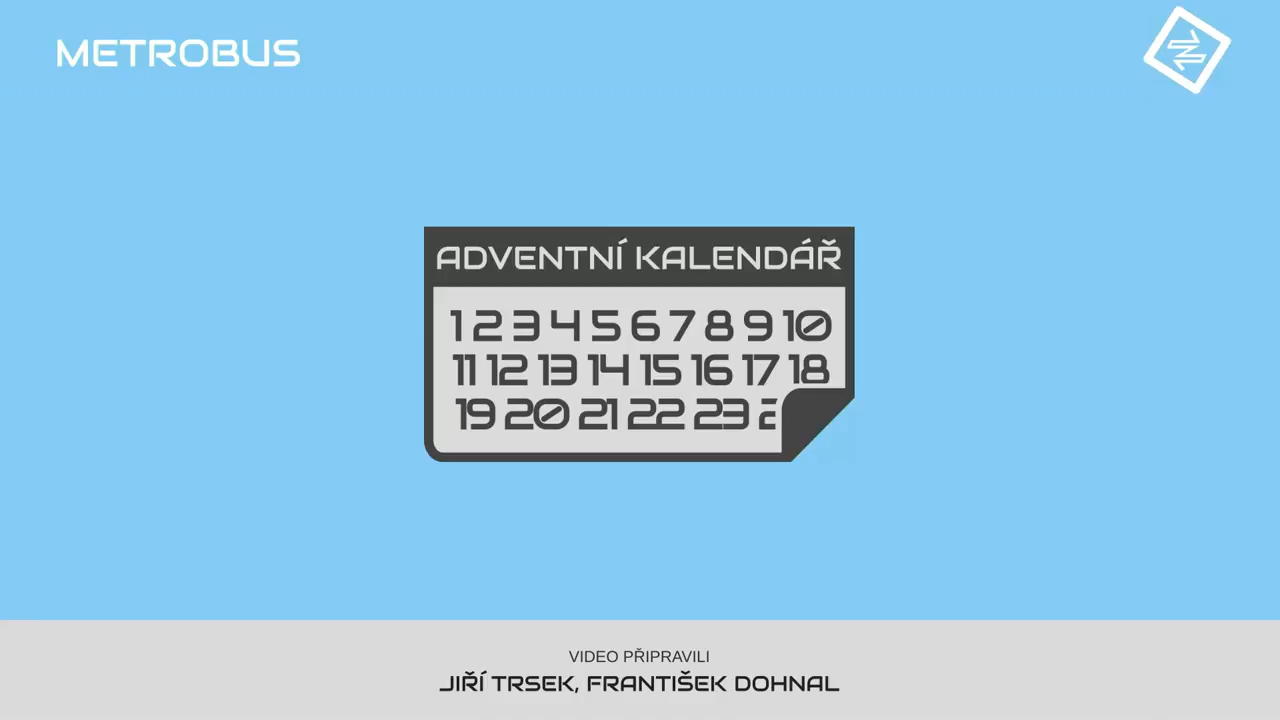 METROBUS
ADVENTNÍ KALENDÁŘ
1 2 3 4 5 6 7 8 9 10
11 12 13 14 15 16 17 18
19 20 21 22 23 2
VIDEO PŘIPRAVILI
JIŘÍ TRSEK, FRANTIŠEK DOHNAL